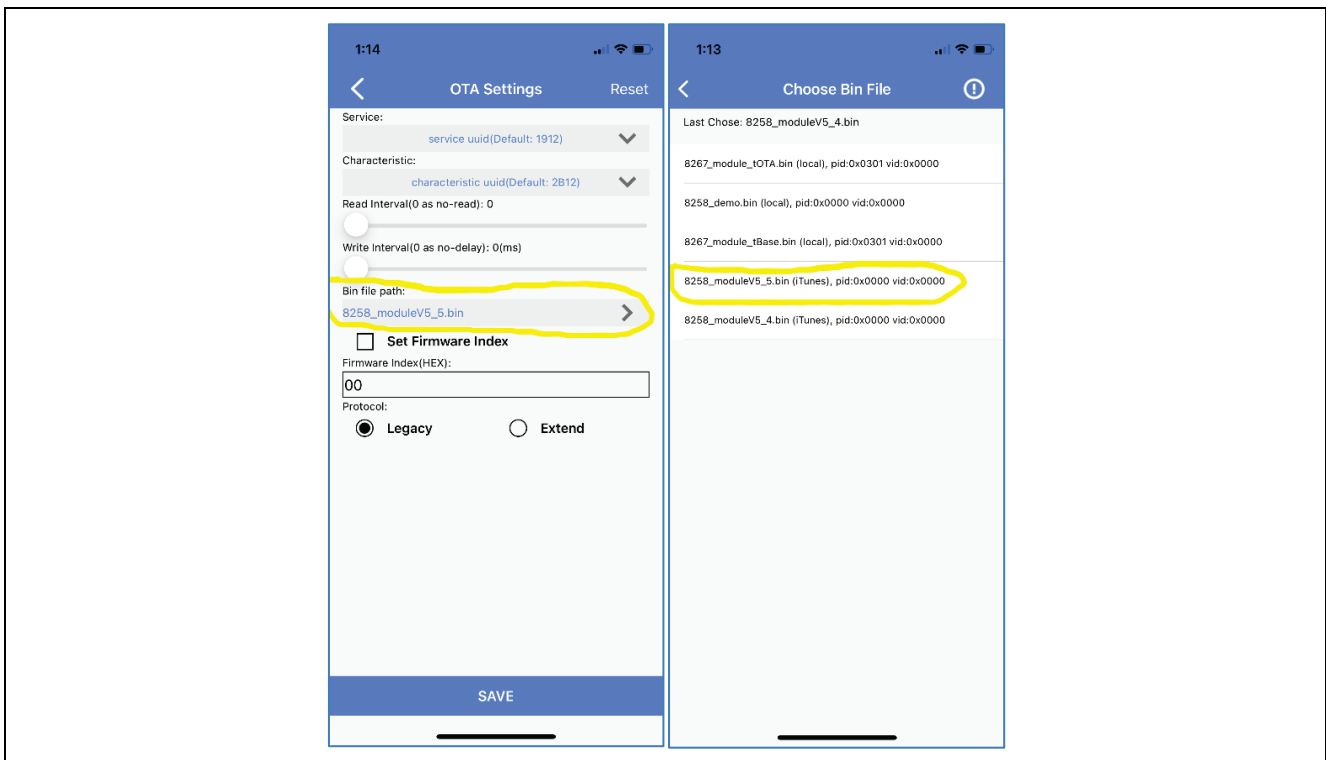 1:14
OTA Settings
Reset
Service:
service uuid(Default: 1912)
Characteristic:
characteristic uuid(Default: 2B12)
Read Interval(0 as no-read): 0
Write Interval(0 as no-delay): 0(ms)
Bin file path:
8258_moduleV5_5.bin
Set Firmware Index
Firmware Index(HEX):
00
Protocol:
Legacy
Extend
SAVE
1:13
Choose Bin File
Last Chose: 8258_moduleV5_4.bin
8267_module_tOTA.bin (local), pid:0x0301 vid:0x0000
8258_demo.bin (local), pid:0x0000 vid:0x0000
8267_module_tBase.bin (local), pid:0x0301 vid:0x0000
8258_moduleV5_5.bin (iTunes), pid:0x0000 vid:0x0000
8258_moduleV5_4.bin (iTunes), pid:0x0000 vid:0x0000